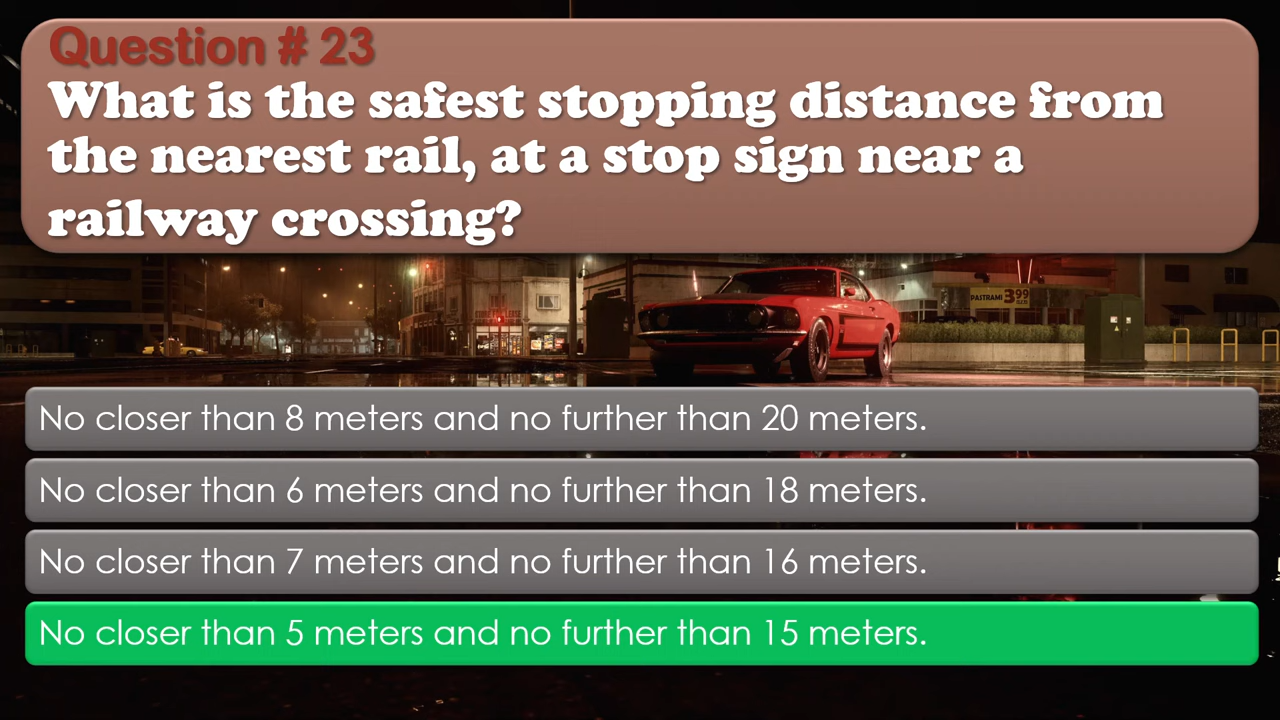 Question # 23
What is the safest stopping distance from
the nearest rail, at a stop sign near a
railway crossing?
PASTRAMI 3.99
No closer than 8 meters and no further than 20 meters.
No closer than 6 meters and no further than 18 meters.
No closer than 7 meters and no further than 16 meters.
No closer than 5 meters and no further than 15 meters.